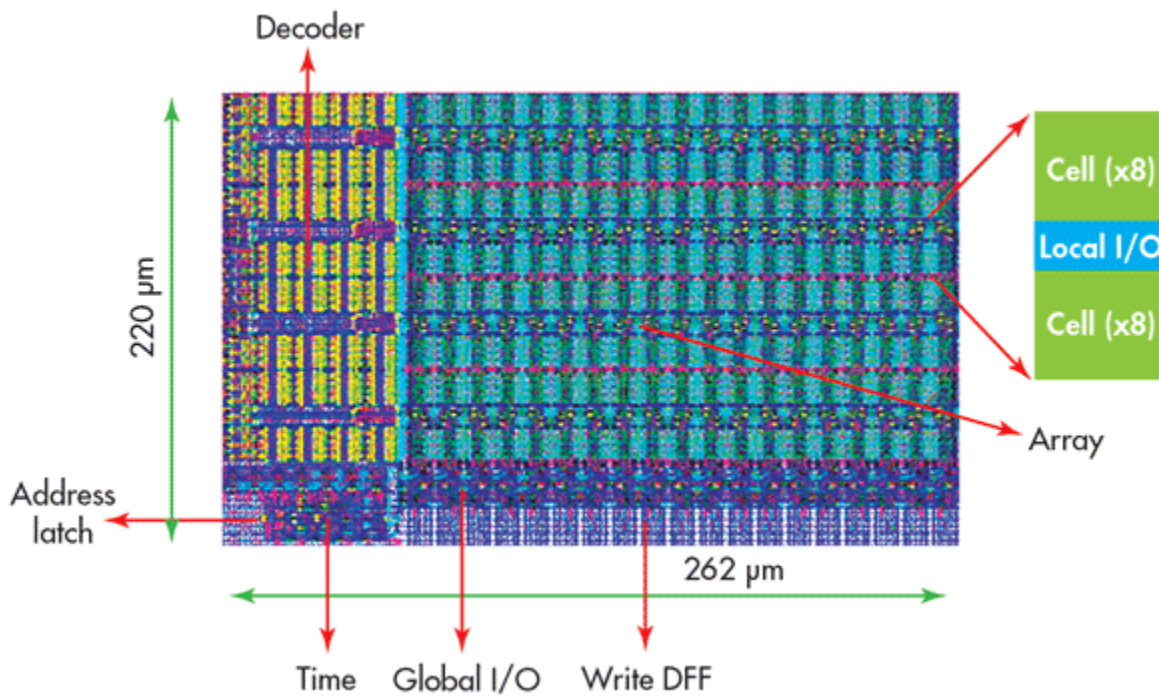 Decoder
Cell (x8)
Local I/O
Cell (x8)
220 µm
Array
Address
latch
262 µm
Time
Global I/O
Write DFF